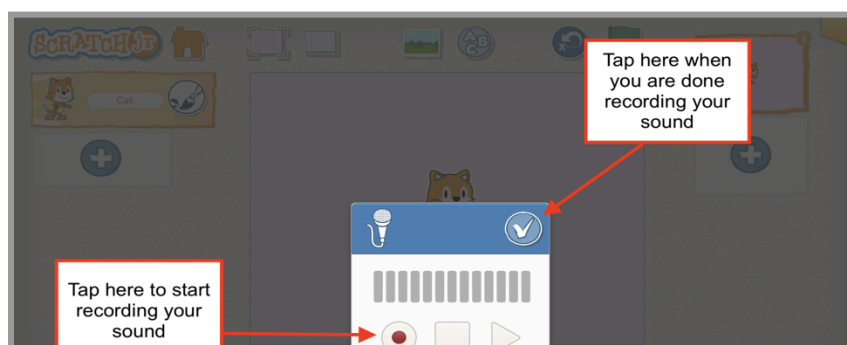 SCRATCHJR
A
B
C
Cat
Tap here when
you are done
recording your
sound
Tap here to start
recording your
sound